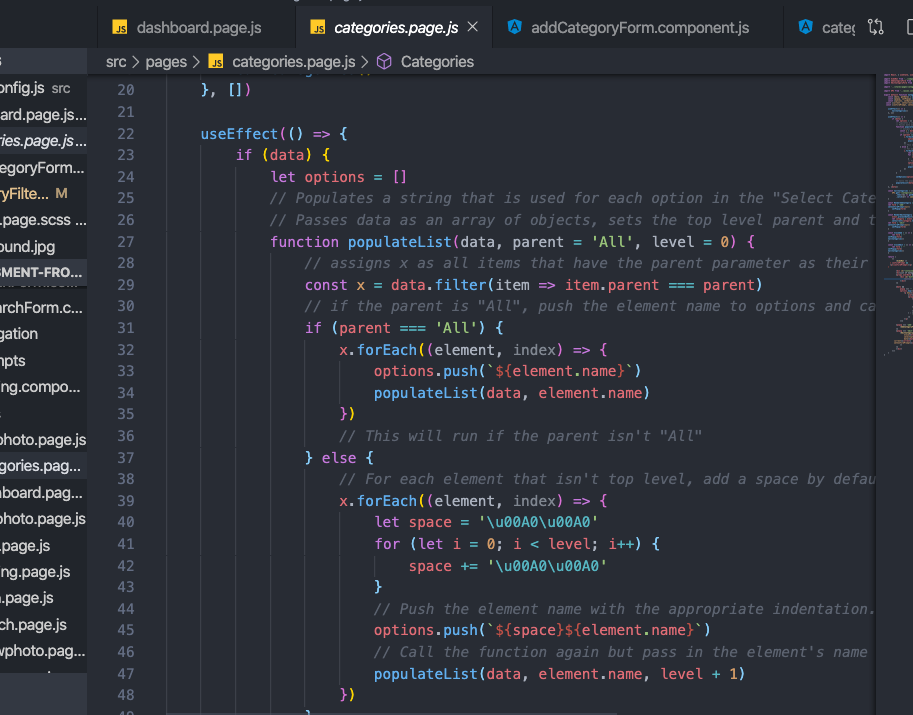 dashboard.page.js
categories.page.js
addCategoryForm.component.js
categ
src > pages > categories.page.js > Categories
onfig.js src
ard.page.js...
ries.page.js...
egoryForm...
ryFilte... M
.page.scss ...
ound.jpg
SMENT-FRO...
archForm.c...
gation
mpts
ing.compo...
photo.page.js
gories.pag...
hboard.pag...
photo.page.js
.page.js
ing.page.js
.page.js
ch.page.js
wphoto.pag...
20 }, [])
21
22 useEffect(() => {
23 if (data) {
24 let options = []
25 // Populates a string that is used for each option in the "Select Cate
26 // Passes data as an array of objects, sets the top level parent and t
27 function populateList(data, parent = 'All', level = 0) {
28 // assigns x as all items that have the parent parameter as their
29 const x = data.filter(item => item.parent === parent)
30 // if the parent is "All", push the element name to options and ca
31 if (parent === 'All') {
32 x.forEach((element, index) => {
33 options.push(`${element.name}`)
34 populateList(data, element.name)
35 })
36 // This will run if the parent isn't "All"
37 } else {
38 // For each element that isn't top level, add a space by defau
39 x.forEach((element, index) => {
40 let space = '\u00A0\u00A0'
41 for (let i = 0; i < level; i++) {
42 space += '\u00A0\u00A0'
43 }
44 // Push the element name with the appropriate indentation.
45 options.push(`${space}${element.name}`)
46 // Call the function again but pass in the element's name
47 populateList(data, element.name, level + 1)
48 })